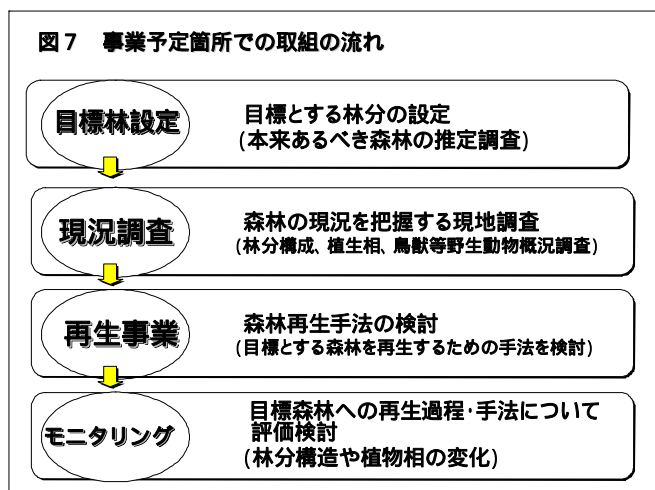 図7 事業予定箇所での取組の流れ
目標林設定
目標とする林分の設定
(本来あるべき森林の推定調査)
現況調査
森林の現況を把握する現地調査
(林分構成、植生相、鳥獣等野生動物概況調査)
再生事業
森林再生手法の検討
(目標とする森林を再生するための手法を検討)
モニタリング
目標森林への再生過程・手法について
評価検討
(林分構造や植物相の変化)